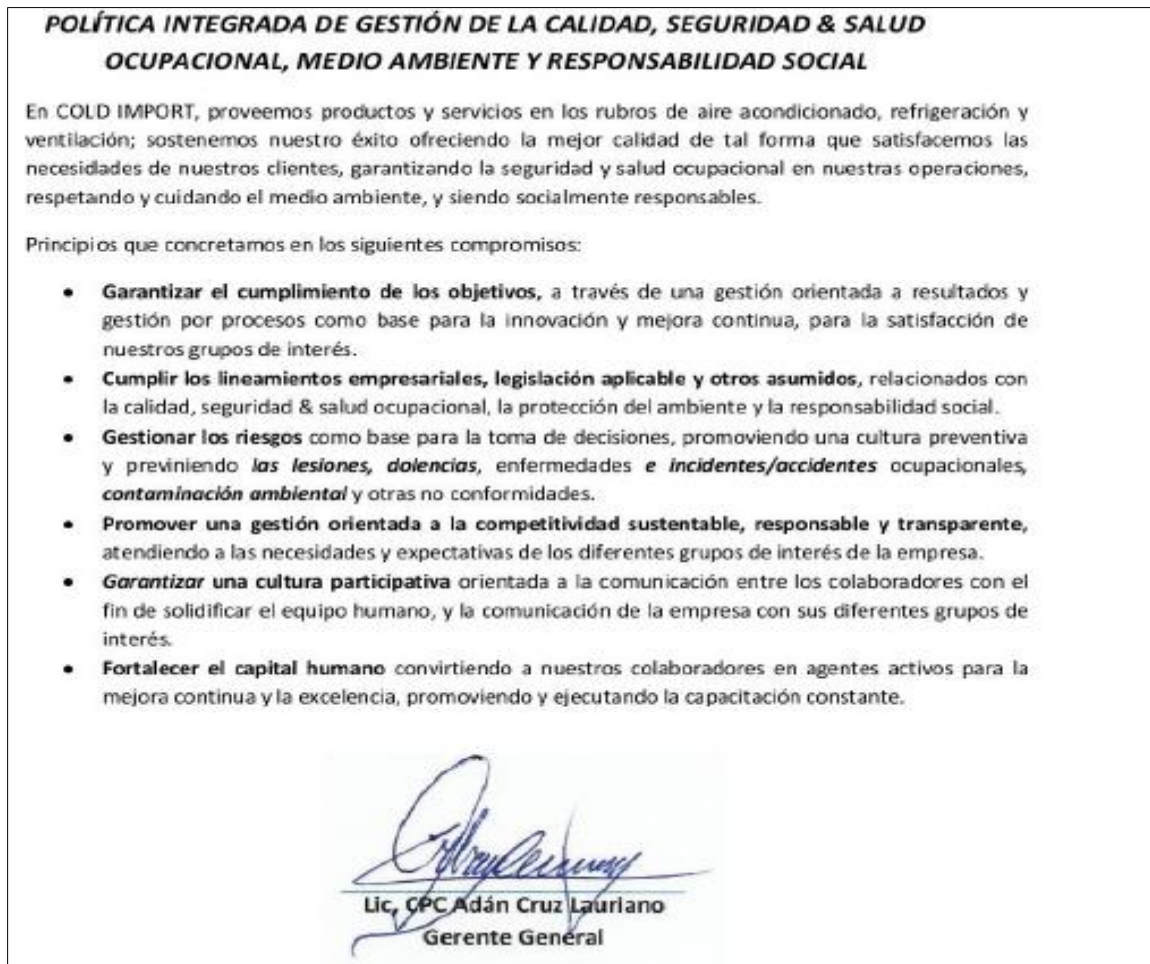 POLÍTICA INTEGRADA DE GESTIÓN DE LA CALIDAD, SEGURIDAD & SALUD
OCUPACIONAL, MEDIO AMBIENTE Y RESPONSABILIDAD SOCIAL
En COLD IMPORT, proveemos productos y servicios en los rubros de aire acondicionado, refrigeración y
ventilación; sostenemos nuestro éxito ofreciendo la mejor calidad de tal forma que satisfacemos las
necesidades de nuestros clientes, garantizando la seguridad y salud ocupacional en nuestras operaciones,
respetando y cuidando el medio ambiente, y siendo socialmente responsables.
Principios que concretamos en los siguientes compromisos:
• Garantizar el cumplimiento de los objetivos, a través de una gestión orientada a resultados y
gestión por procesos como base para la innovación y mejora continua, para la satisfacción de
nuestros grupos de interés.
• Cumplir los lineamientos empresariales, legislación aplicable y otros asumidos, relacionados con
la calidad, seguridad & salud ocupacional, la protección del ambiente y la responsabilidad social.
• Gestionar los riesgos como base para la toma de decisiones, promoviendo una cultura preventiva
y previniendo las lesiones, dolencias, enfermedades e incidentes/accidentes ocupacionales,
contaminación ambiental y otras no conformidades.
• Promover una gestión orientada a la competitividad sustentable, responsable y transparente,
atendiendo a las necesidades y expectativas de los diferentes grupos de interés de la empresa.
• Garantizar una cultura participativa orientada a la comunicación entre los colaboradores con el
fin de solidificar el equipo humano, y la comunicación de la empresa con sus diferentes grupos de
interés.
• Fortalecer el capital humano convirtiendo a nuestros colaboradores en agentes activos para la
mejora continua y la excelencia, promoviendo y ejecutando la capacitación constante.
Lic, CPC Adán Cruz Lauriano
Gerente General